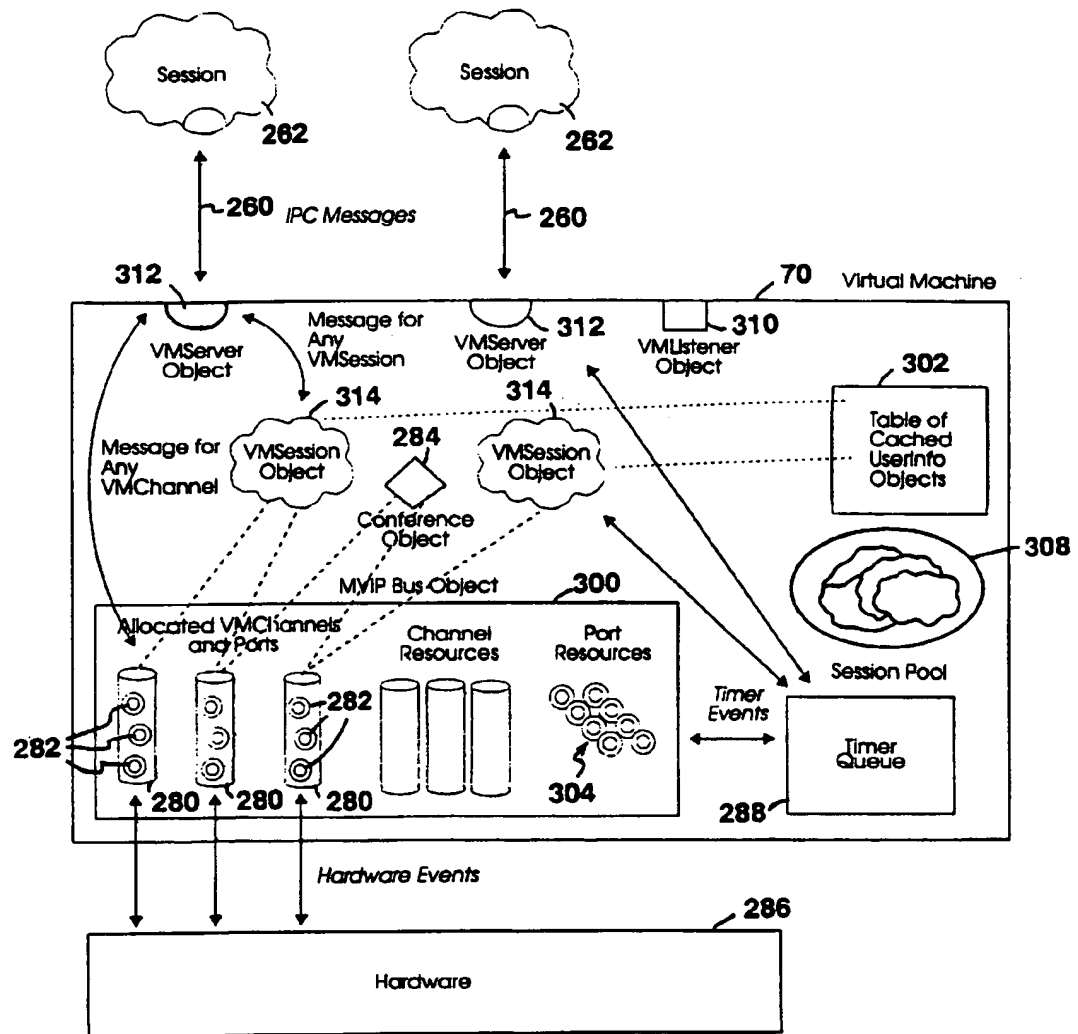 Session
Session
262
262
260
IPC Messages
260
312
70
Virtual Machine
Message for
Any
VMSession
VMServer
Object
312
VMServer
Object
310
VMListener
Object
302
Table of
Cached
UserInfo
Objects
314
314
Message for
Any
VMChannel
VMSession
Object
284
VMSession
Object
Conference
Object
308
MVIP Bus Object
300
Allocated VMChannels
and Ports
Channel
Resources
Port
Resources
Session Pool
282
282
Timer
Events
Timer
Queue
304
280
280
280
288
Hardware Events
286
Hardware